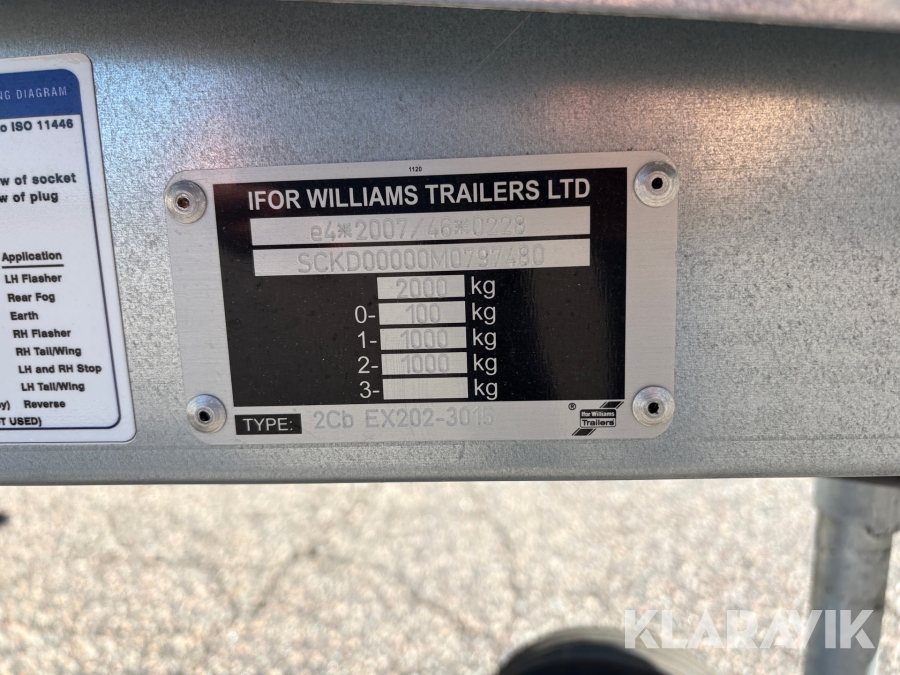 NG DIAGRAM
o ISO 11446
w of socket
w of plug
Application
LH Flasher
Rear Fog
Earth
RH Flasher
RH Tail/Wing
LH and RH Stop
LH Tail/Wing
y) Reverse
T USED)
1120
IFOR WILLIAMS TRAILERS LTD
e4*2007/46*0228
SCKD00000M0797480
2000 kg
0- 100 kg
1- 1000 kg
2- 1000 kg
3- kg
TYPE: 2Cb EX202-3015
® Ifor Williams
Trailers
KLARAVIK